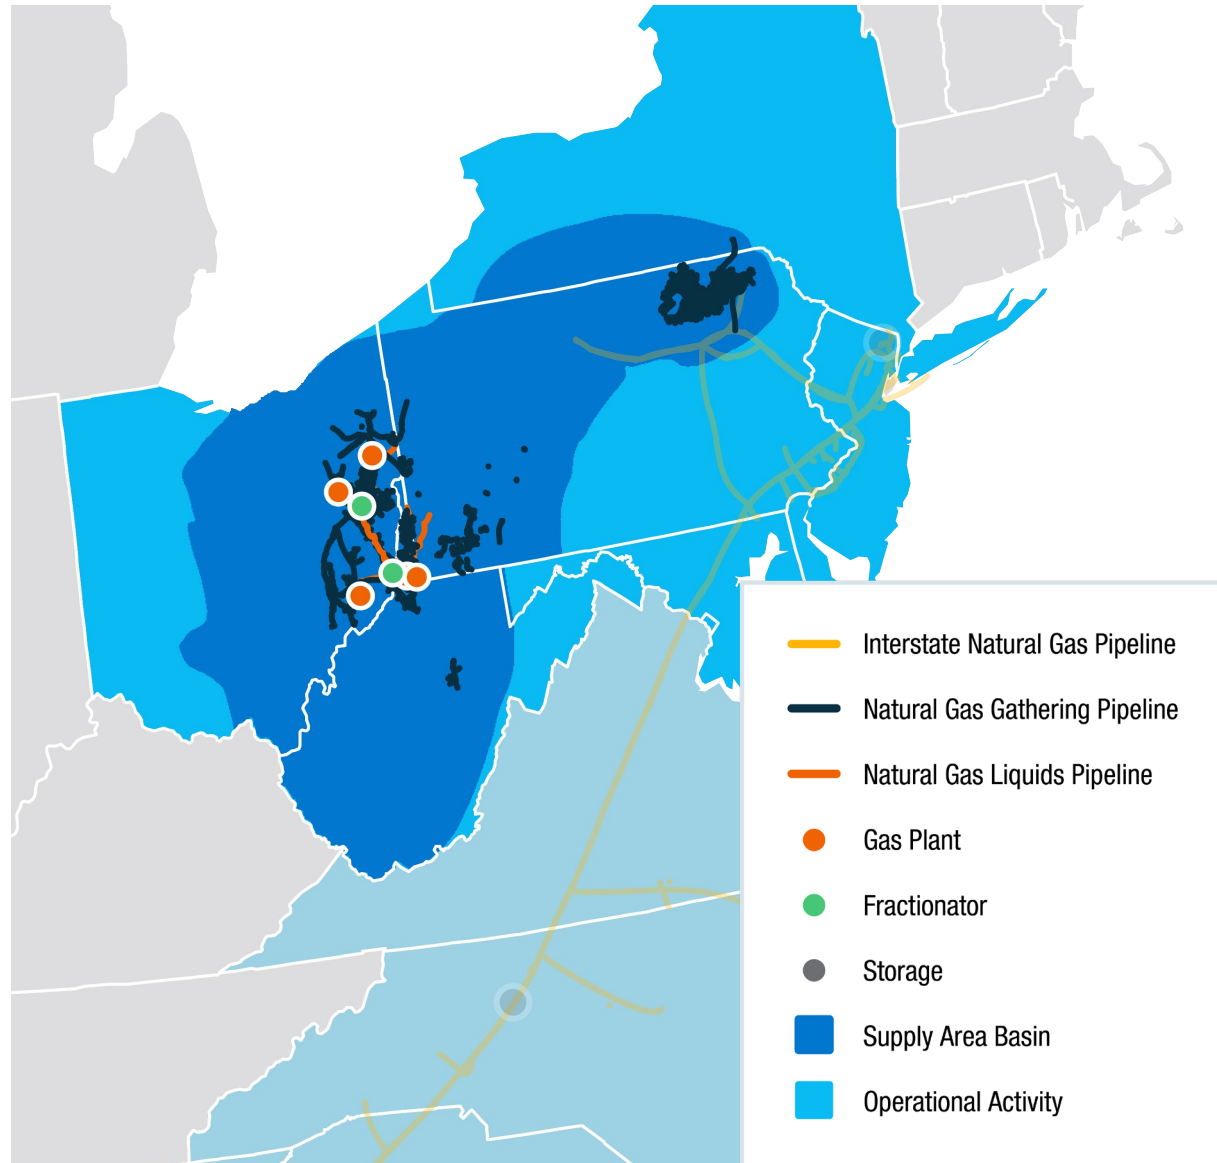 Interstate Natural Gas Pipeline
Natural Gas Gathering Pipeline
Natural Gas Liquids Pipeline
Gas Plant
Fractionator
Storage
Supply Area Basin
Operational Activity